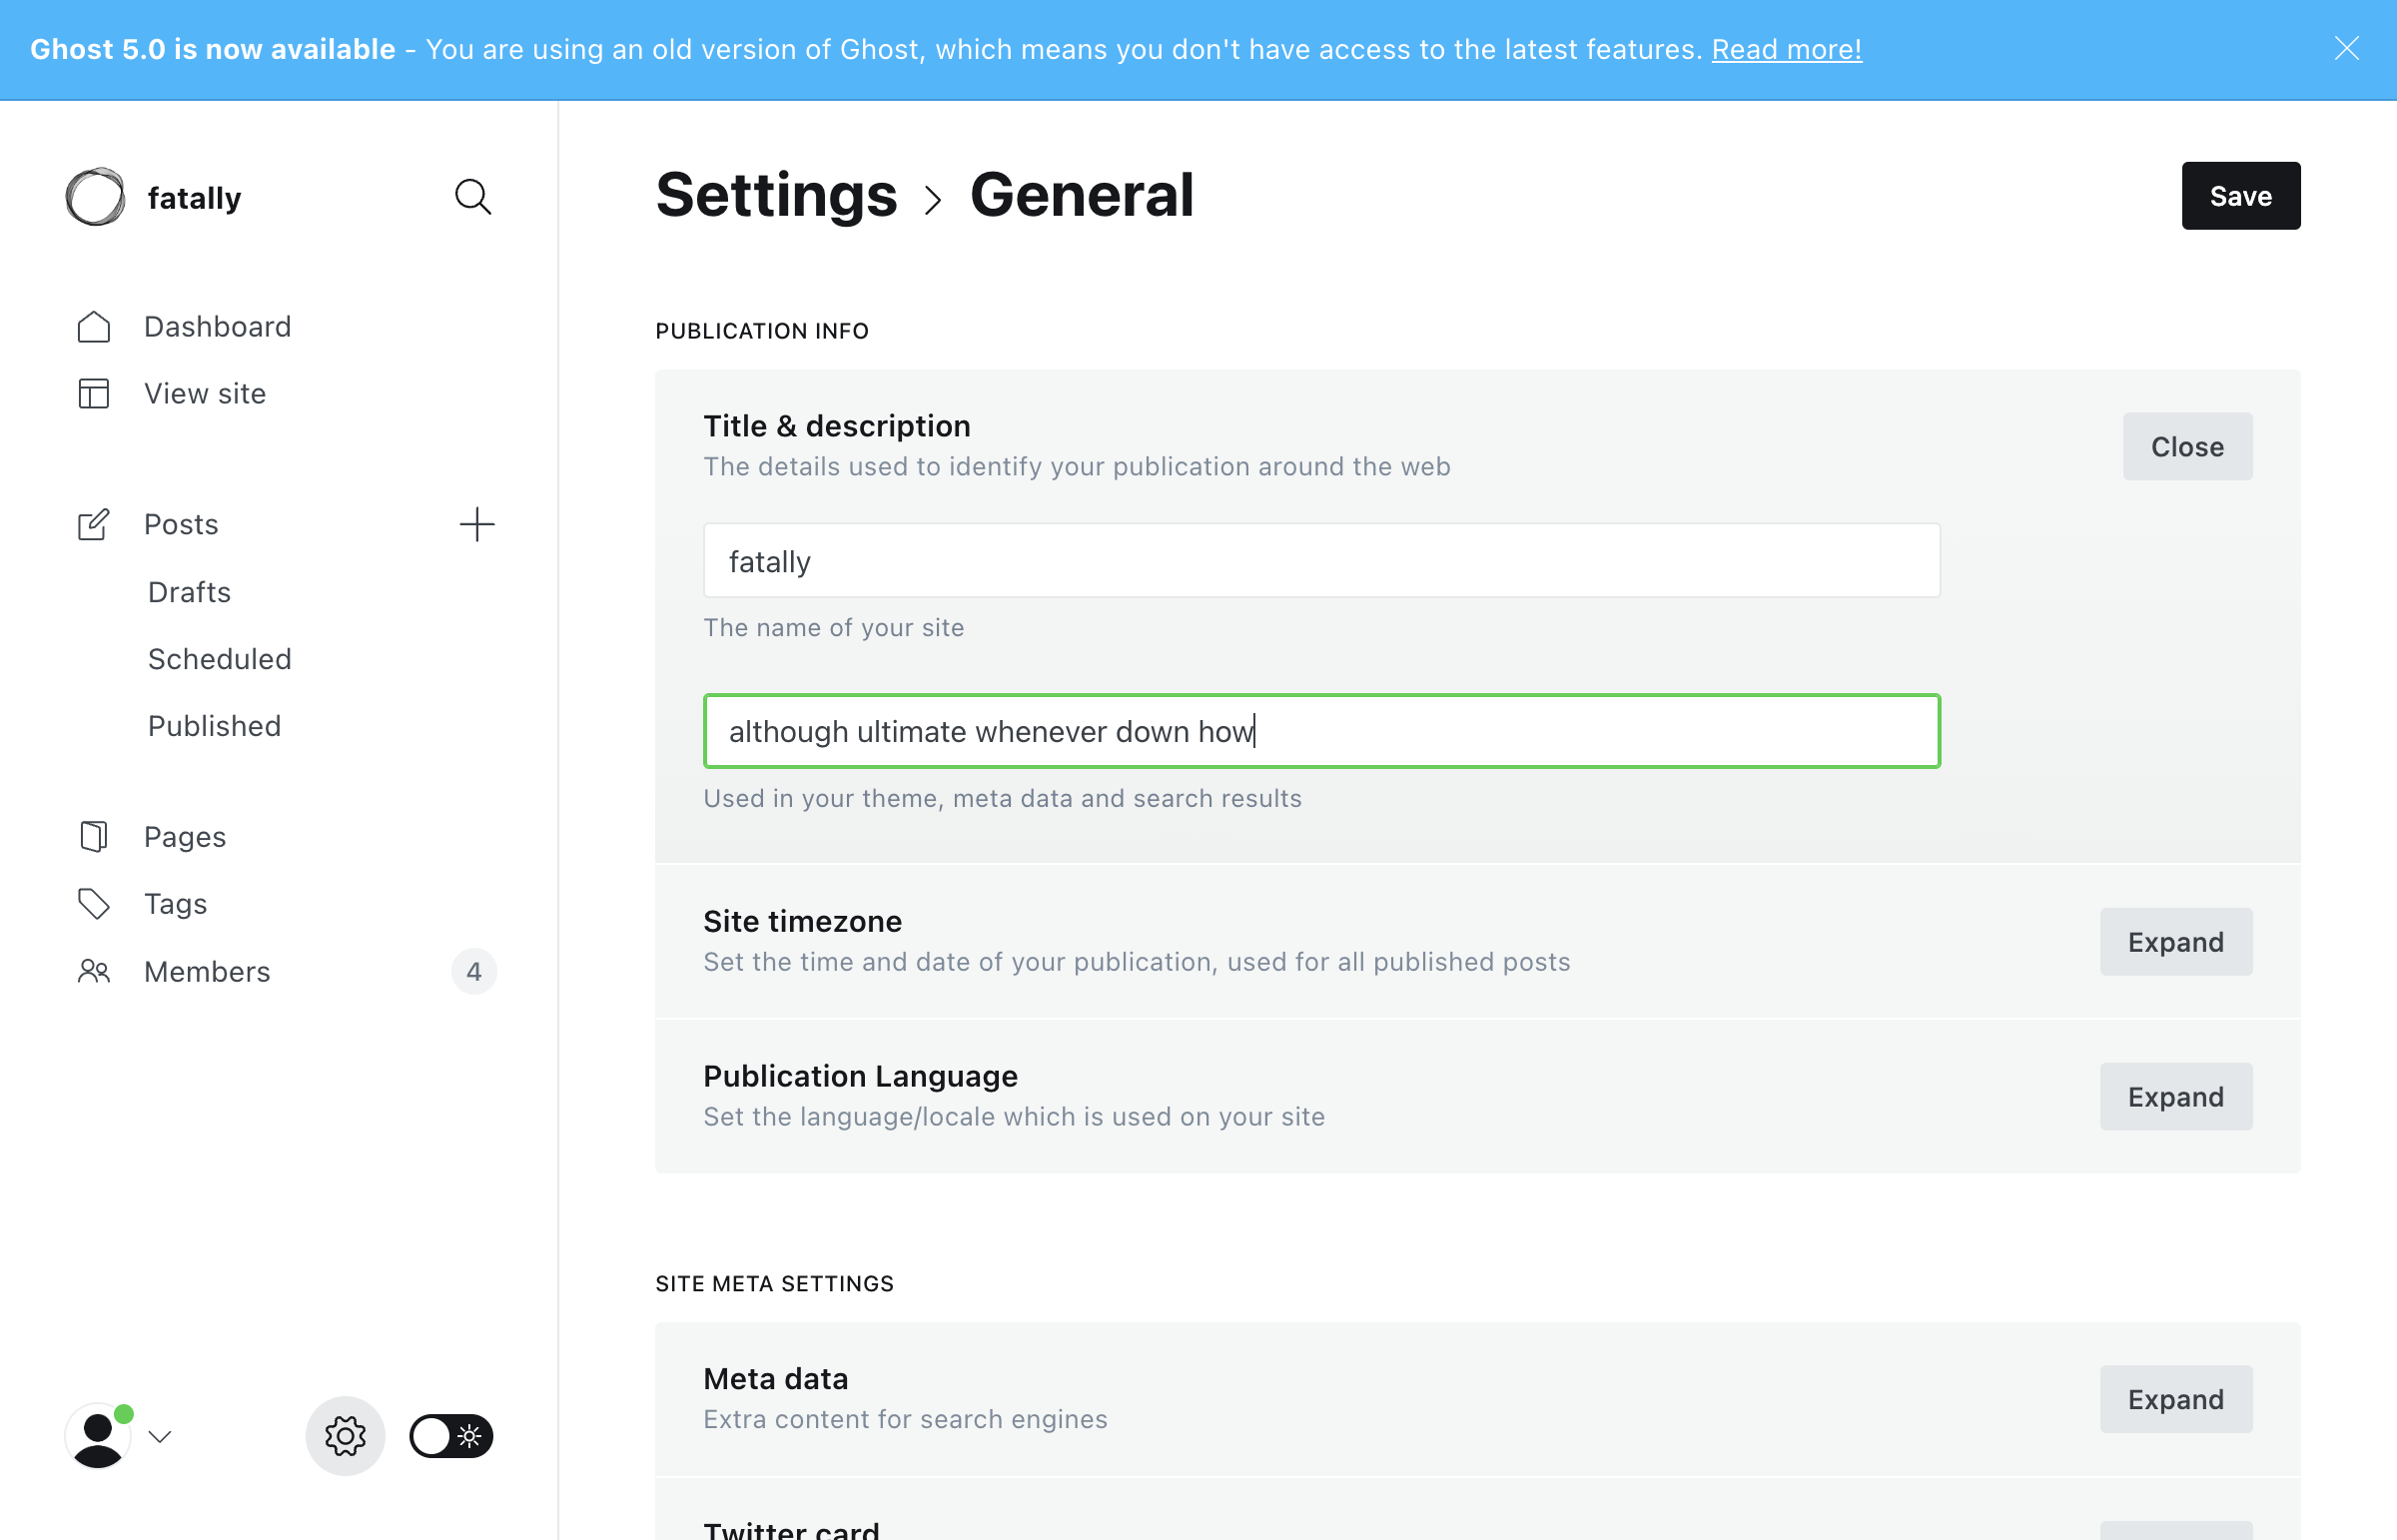 Ghost 5.0 is now available - You are using an old version of Ghost, which means you don't have access to the latest features. Read more!
fatally
Dashboard
View site
Posts
Drafts
Scheduled
Published
Pages
Tags
Members 4
Settings > General
Save
PUBLICATION INFO
Title & description
The details used to identify your publication around the web
Close
fatally
The name of your site
although ultimate whenever down how
Used in your theme, meta data and search results
Site timezone
Set the time and date of your publication, used for all published posts
Expand
Publication Language
Set the language/locale which is used on your site
Expand
SITE META SETTINGS
Meta data
Extra content for search engines
Expand
Twitter card